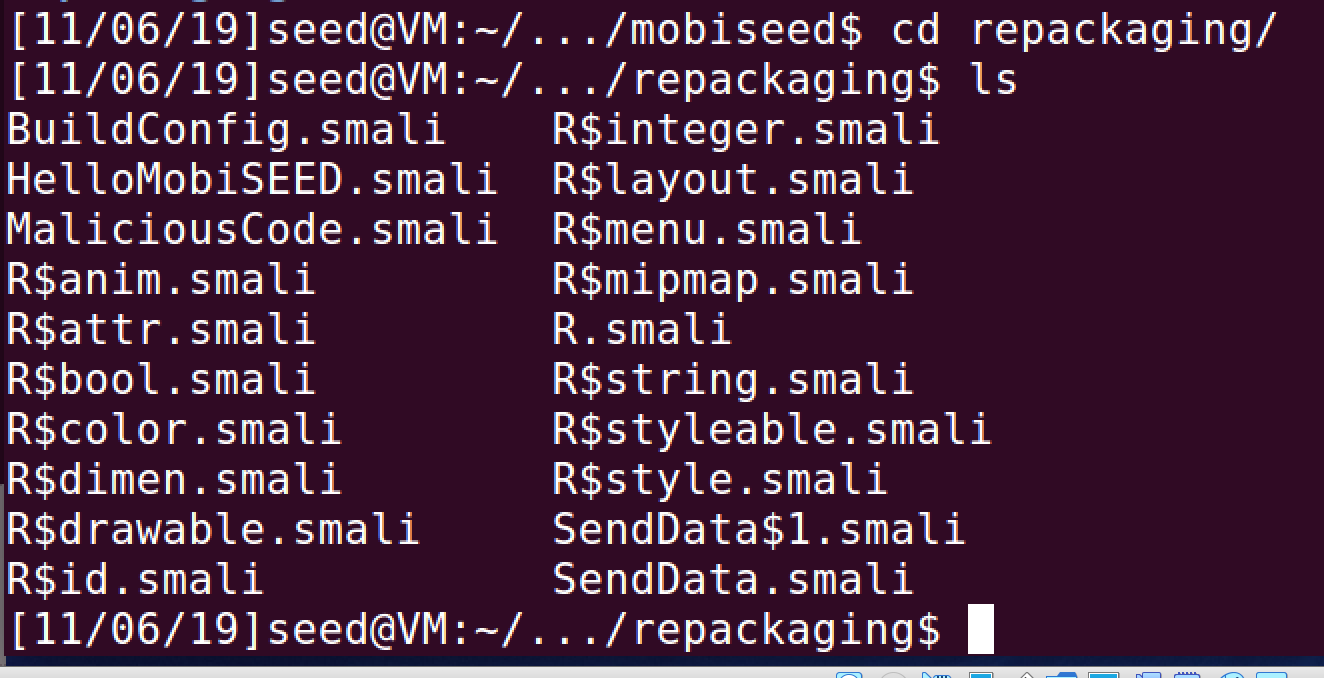 [11/06/19]seed@VM:~/.../mobiseed$ cd repackaging/
[11/06/19]seed@VM:~/.../repackaging$ ls
BuildConfig.smali    R$integer.smali
HelloMobiSEED.smali  R$layout.smali
MaliciousCode.smali  R$menu.smali
R$anim.smali         R$mipmap.smali
R$attr.smali         R.smali
R$bool.smali         R$string.smali
R$color.smali        R$styleable.smali
R$dimen.smali        R$style.smali
R$drawable.smali     SendData$1.smali
R$id.smali           SendData.smali
[11/06/19]seed@VM:~/.../repackaging$